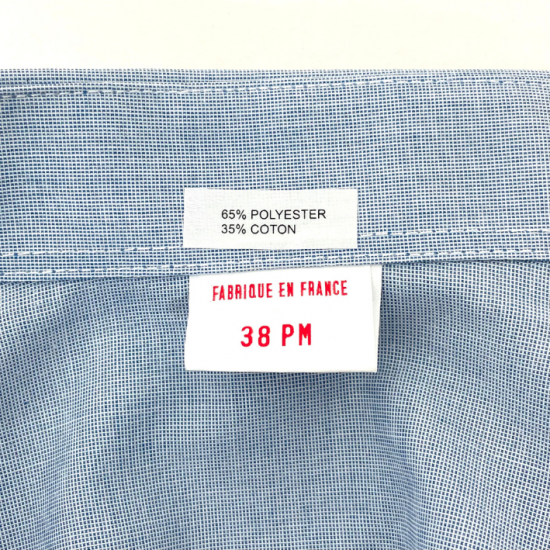 65% POLYESTER
35% COTON
FABRIQUE EN FRANCE
38 PM